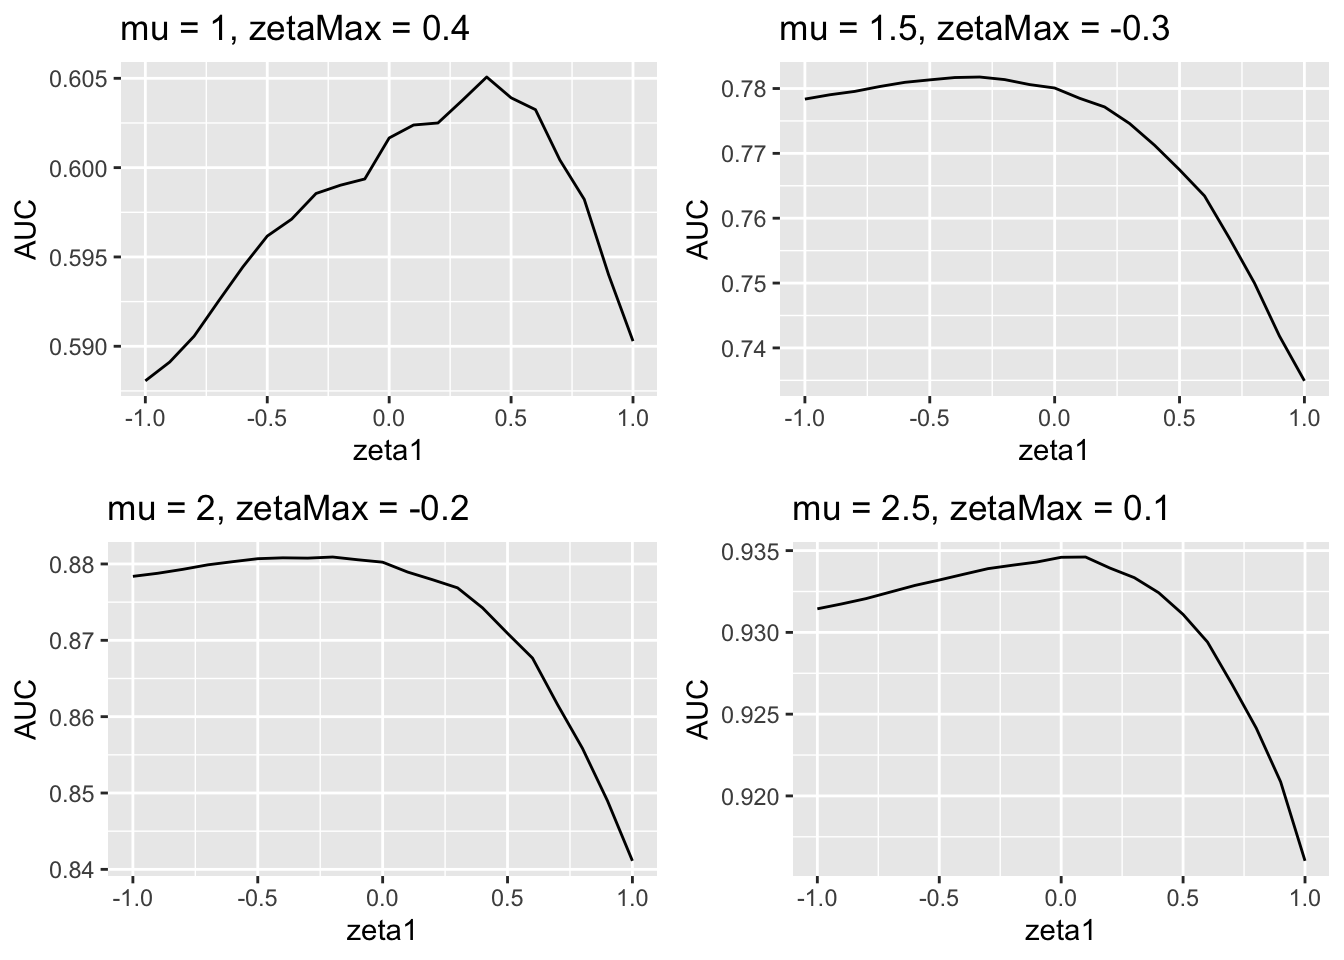 mu = 1, zetaMax = 0.4
0.605
0.600
0.595
0.590
AUC
-1.0 -0.5 0.0 0.5 1.0
zeta1
mu = 1.5, zetaMax = -0.3
0.78
0.77
0.76
0.75
0.74
AUC
-1.0 -0.5 0.0 0.5 1.0
zeta1
mu = 2, zetaMax = -0.2
0.88
0.87
0.86
0.85
0.84
AUC
-1.0 -0.5 0.0 0.5 1.0
zeta1
mu = 2.5, zetaMax = 0.1
0.935
0.930
0.925
0.920
AUC
-1.0 -0.5 0.0 0.5 1.0
zeta1